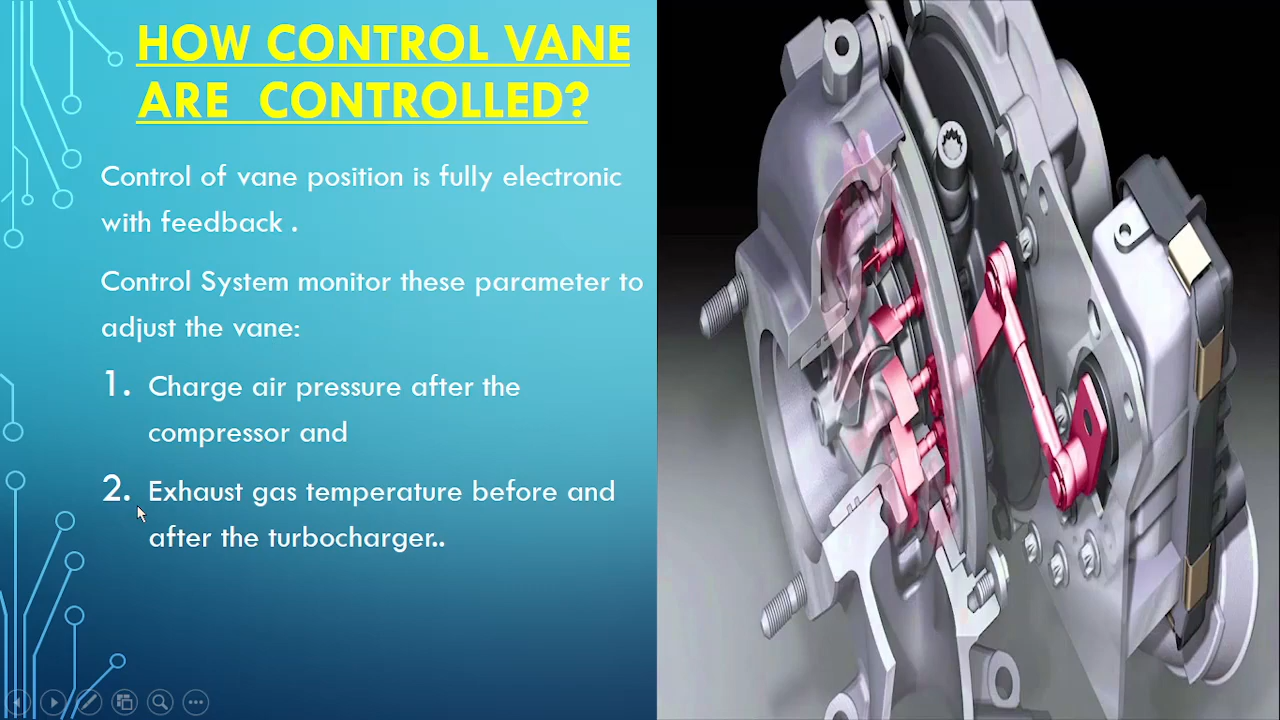 HOW CONTROL VANE
ARE CONTROLLED?
Control of vane position is fully electronic
with feedback .
Control System monitor these parameter to
adjust the vane:
1. Charge air pressure after the
compressor and
2. Exhaust gas temperature before and
after the turbocharger..